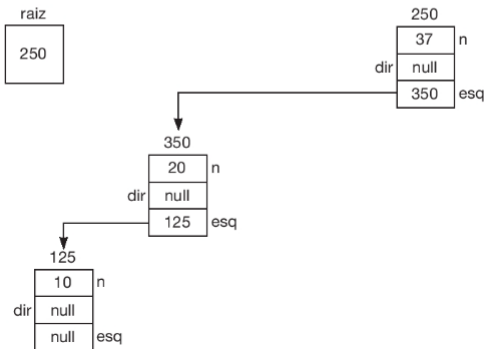 raiz
250
250
37 n
dir null
350 esq
350
20 n
dir null
125 esq
125
10 n
dir null
null esq